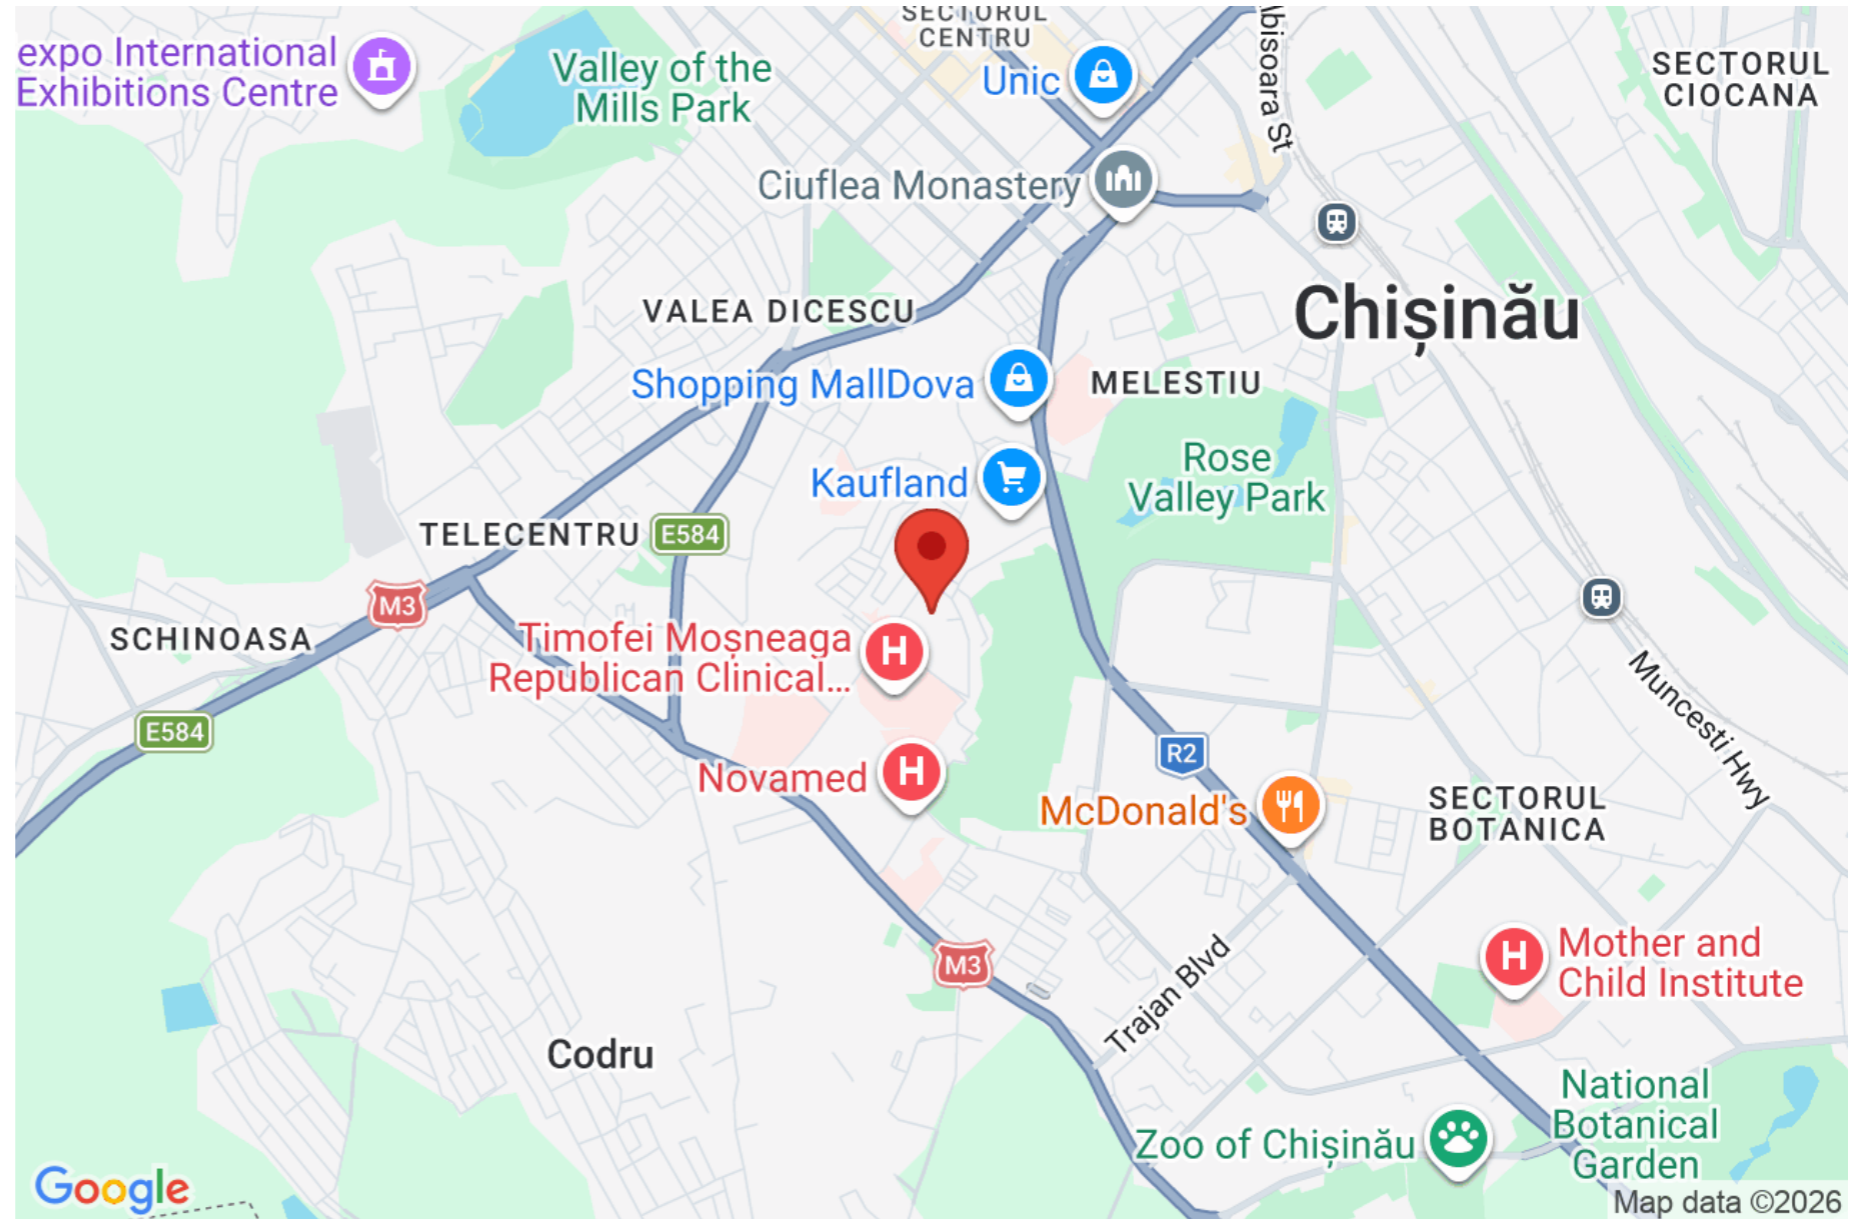 SECTORUL
CENTRU
expo International
Exhibitions Centre
Valley of the
Mills Park
Unic
Abisoara St
SECTORUL
CIOCANA
Ciuflea Monastery
Chișinău
VALEA DICESCU
Shopping MallDova
MELESTIU
Rose
Valley Park
Kaufland
TELECENTRU
E584
M3
SCHINOASA
Timofei Moșneaga
Republican Clinical...
E584
Muncesti Hwy
R2
Novamed
McDonald's
SECTORUL
BOTANICA
M3
Mother and
Child Institute
Trajan Blvd
Codru
National
Botanical
Garden
Zoo of Chișinău
Google
Map data ©2026